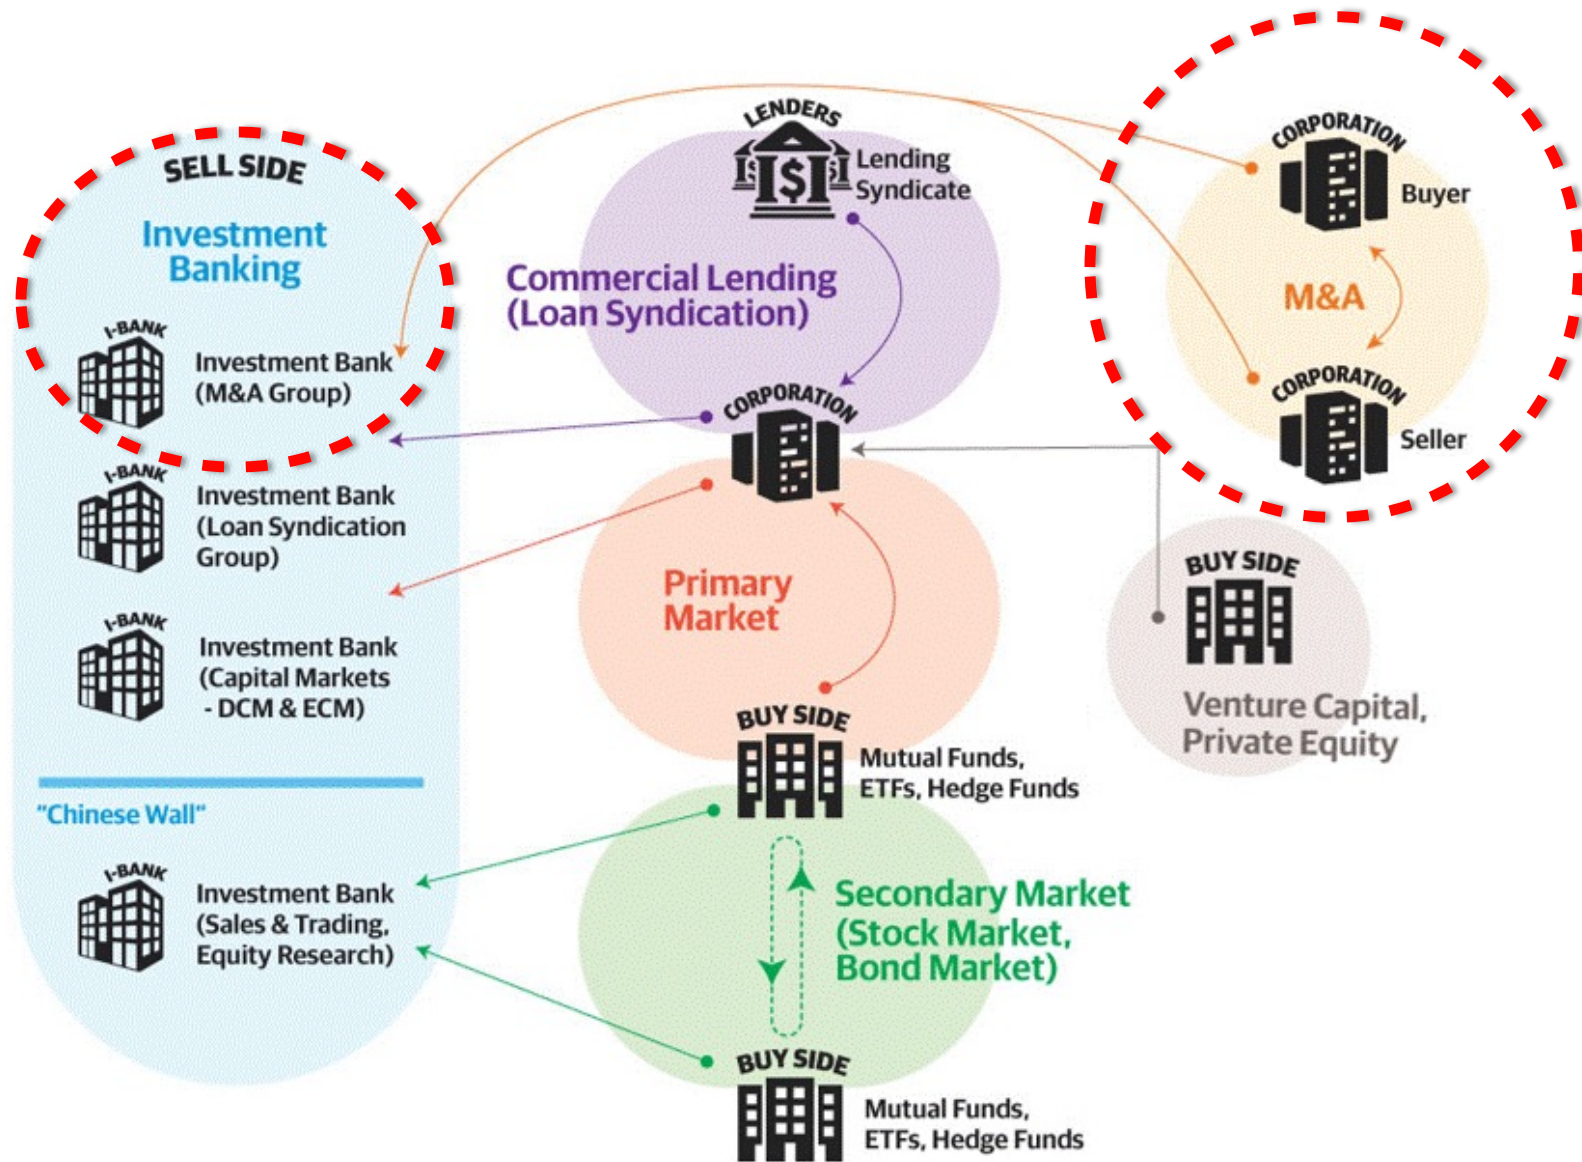 SELL SIDE
Investment
Banking
I-BANK
Investment Bank
(M&A Group)
I-BANK
Investment Bank
(Loan Syndication
Group)
I-BANK
Investment Bank
(Capital Markets
- DCM & ECM)
"Chinese Wall"
I-BANK
Investment Bank
(Sales & Trading,
Equity Research)
LENDERS
$ $ $
Lending
Syndicate
Commercial Lending
(Loan Syndication)
CORPORATION
Primary
Market
BUY SIDE
Mutual Funds,
ETFs, Hedge Funds
Secondary Market
(Stock Market,
Bond Market)
BUY SIDE
Mutual Funds,
ETFs, Hedge Funds
CORPORATION
Buyer
M&A
CORPORATION
Seller
BUY SIDE
Venture Capital,
Private Equity